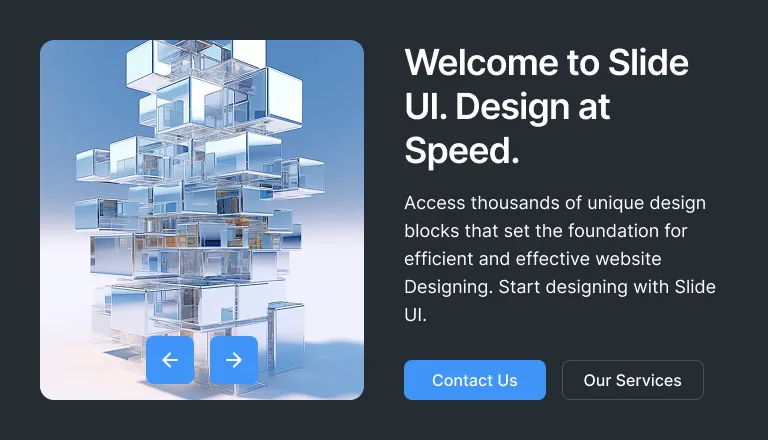 Welcome to Slide
UI. Design at
Speed.
Access thousands of unique design
blocks that set the foundation for
efficient and effective website
Designing. Start designing with Slide
UI.
Contact Us
Our Services